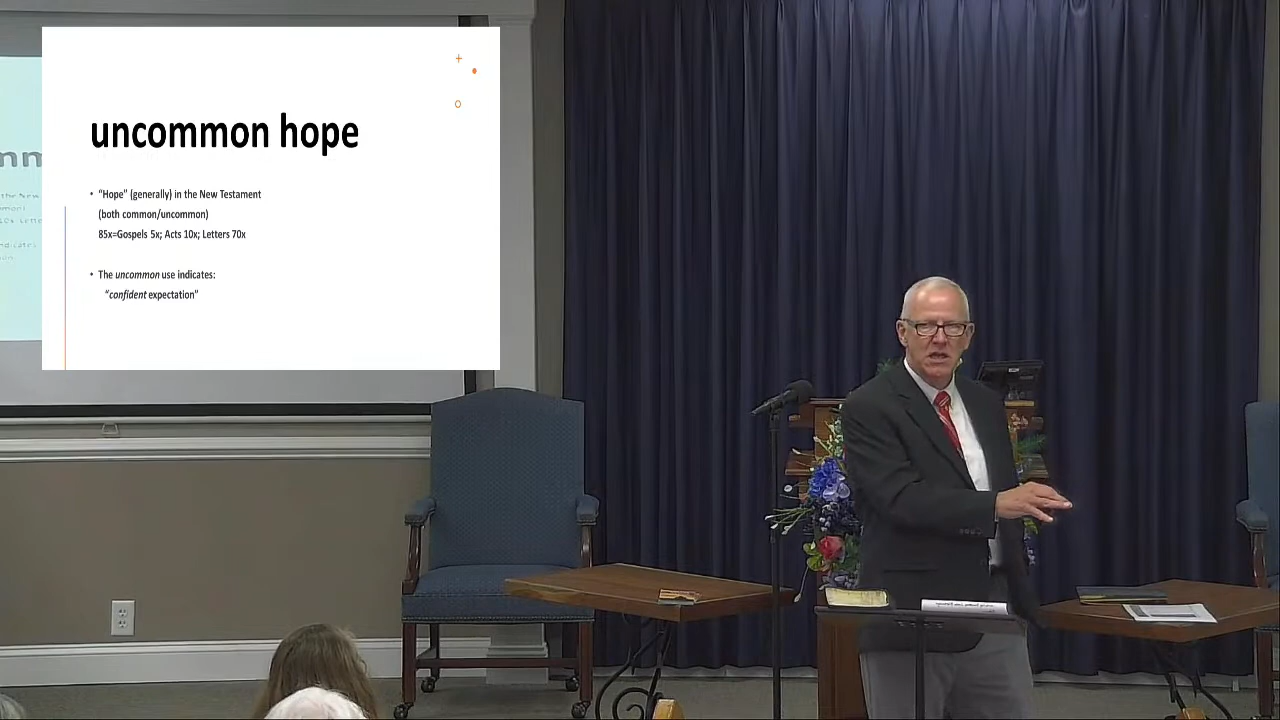 uncommon hope
• “Hope” (generally) in the New Testament
(both common/uncommon)
85x=Gospels 5x; Acts 10x; Letters 70x
• The uncommon use indicates:
“confident expectation”